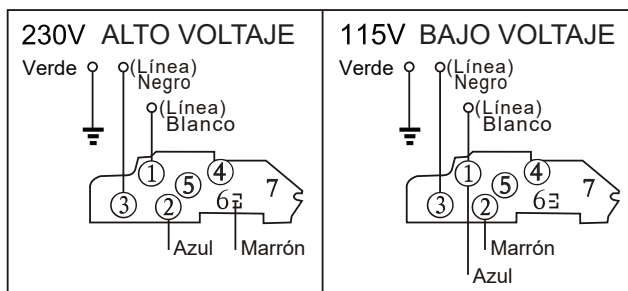 230V ALTO VOLTAJE
Verde
(Línea)
Negro
(Línea)
Blanco
1
4
5
7
3
2
6
Azul
Marrón
115V BAJO VOLTAJE
Verde
(Línea)
Negro
(Línea)
Blanco
1
4
5
7
3
2
6
Marrón
Azul